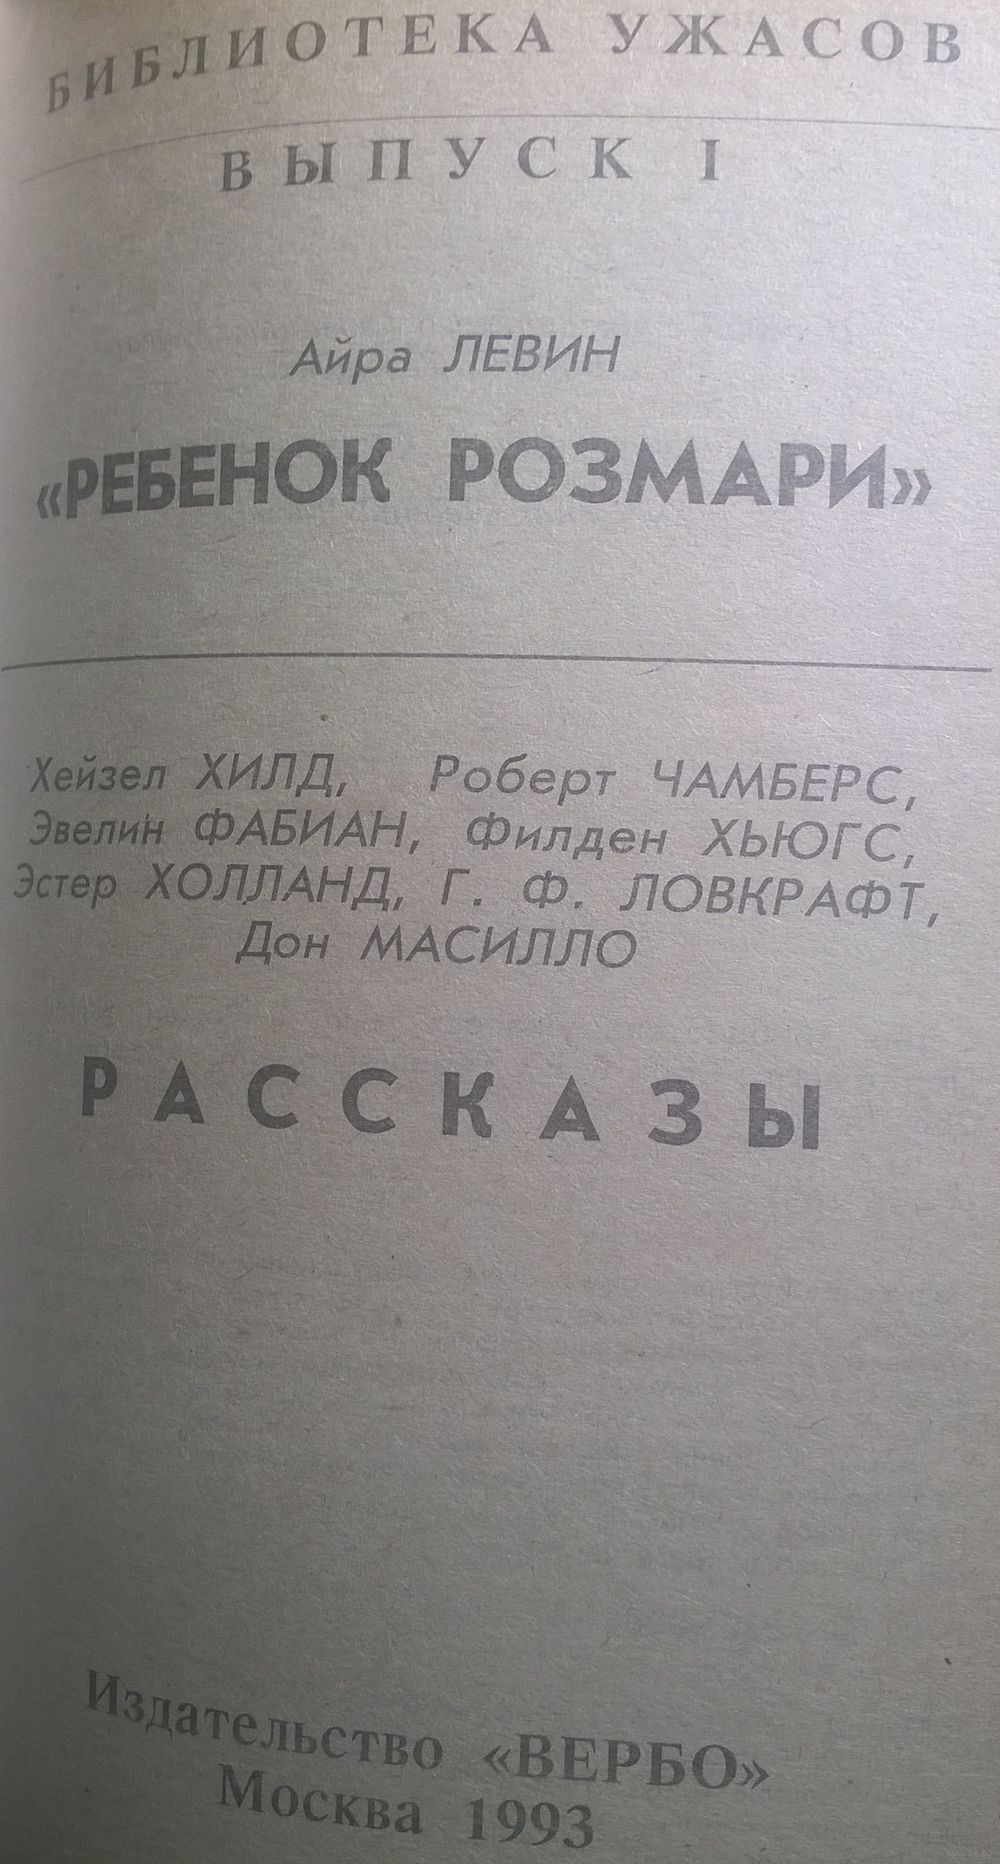 БИБЛИОТЕКА УЖАСОВ
ВЫПУСК I
Айра ЛЕВИН
«РЕБЕНОК РОЗМАРИ»
Хейзел ХИЛД, Роберт ЧАМБЕРС,
Эвелин ФАБИАН, Филден ХЬЮГС,
Эстер ХОЛЛАНД, Г. Ф. ЛОВКРАФТ,
Дон МАСИЛЛО
РАССКАЗЫ
Издательство «ВЕРБО»
Москва 1993